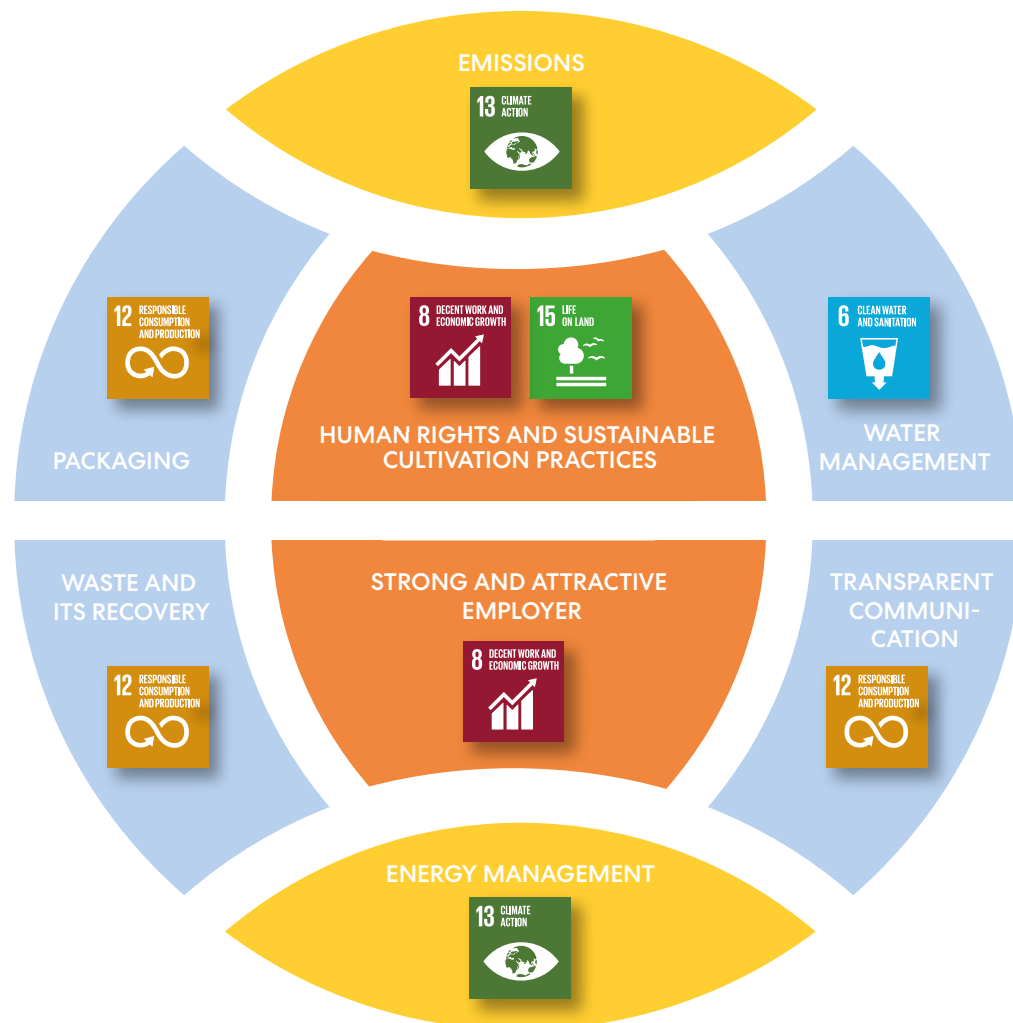 EMISSIONS
13 CLIMATE
ACTION
12 RESPONSIBLE
CONSUMPTION
AND PRODUCTION
PACKAGING
8 DECENT WORK AND
ECONOMIC GROWTH
15 LIFE
ON LAND
HUMAN RIGHTS AND SUSTAINABLE
CULTIVATION PRACTICES
6 CLEAN WATER
AND SANITATION
WATER
MANAGEMENT
WASTE AND
ITS RECOVERY
12 RESPONSIBLE
CONSUMPTION
AND PRODUCTION
STRONG AND ATTRACTIVE
EMPLOYER
8 DECENT WORK AND
ECONOMIC GROWTH
TRANSPARENT
COMMUNI-
CATION
12 RESPONSIBLE
CONSUMPTION
AND PRODUCTION
ENERGY MANAGEMENT
13 CLIMATE
ACTION